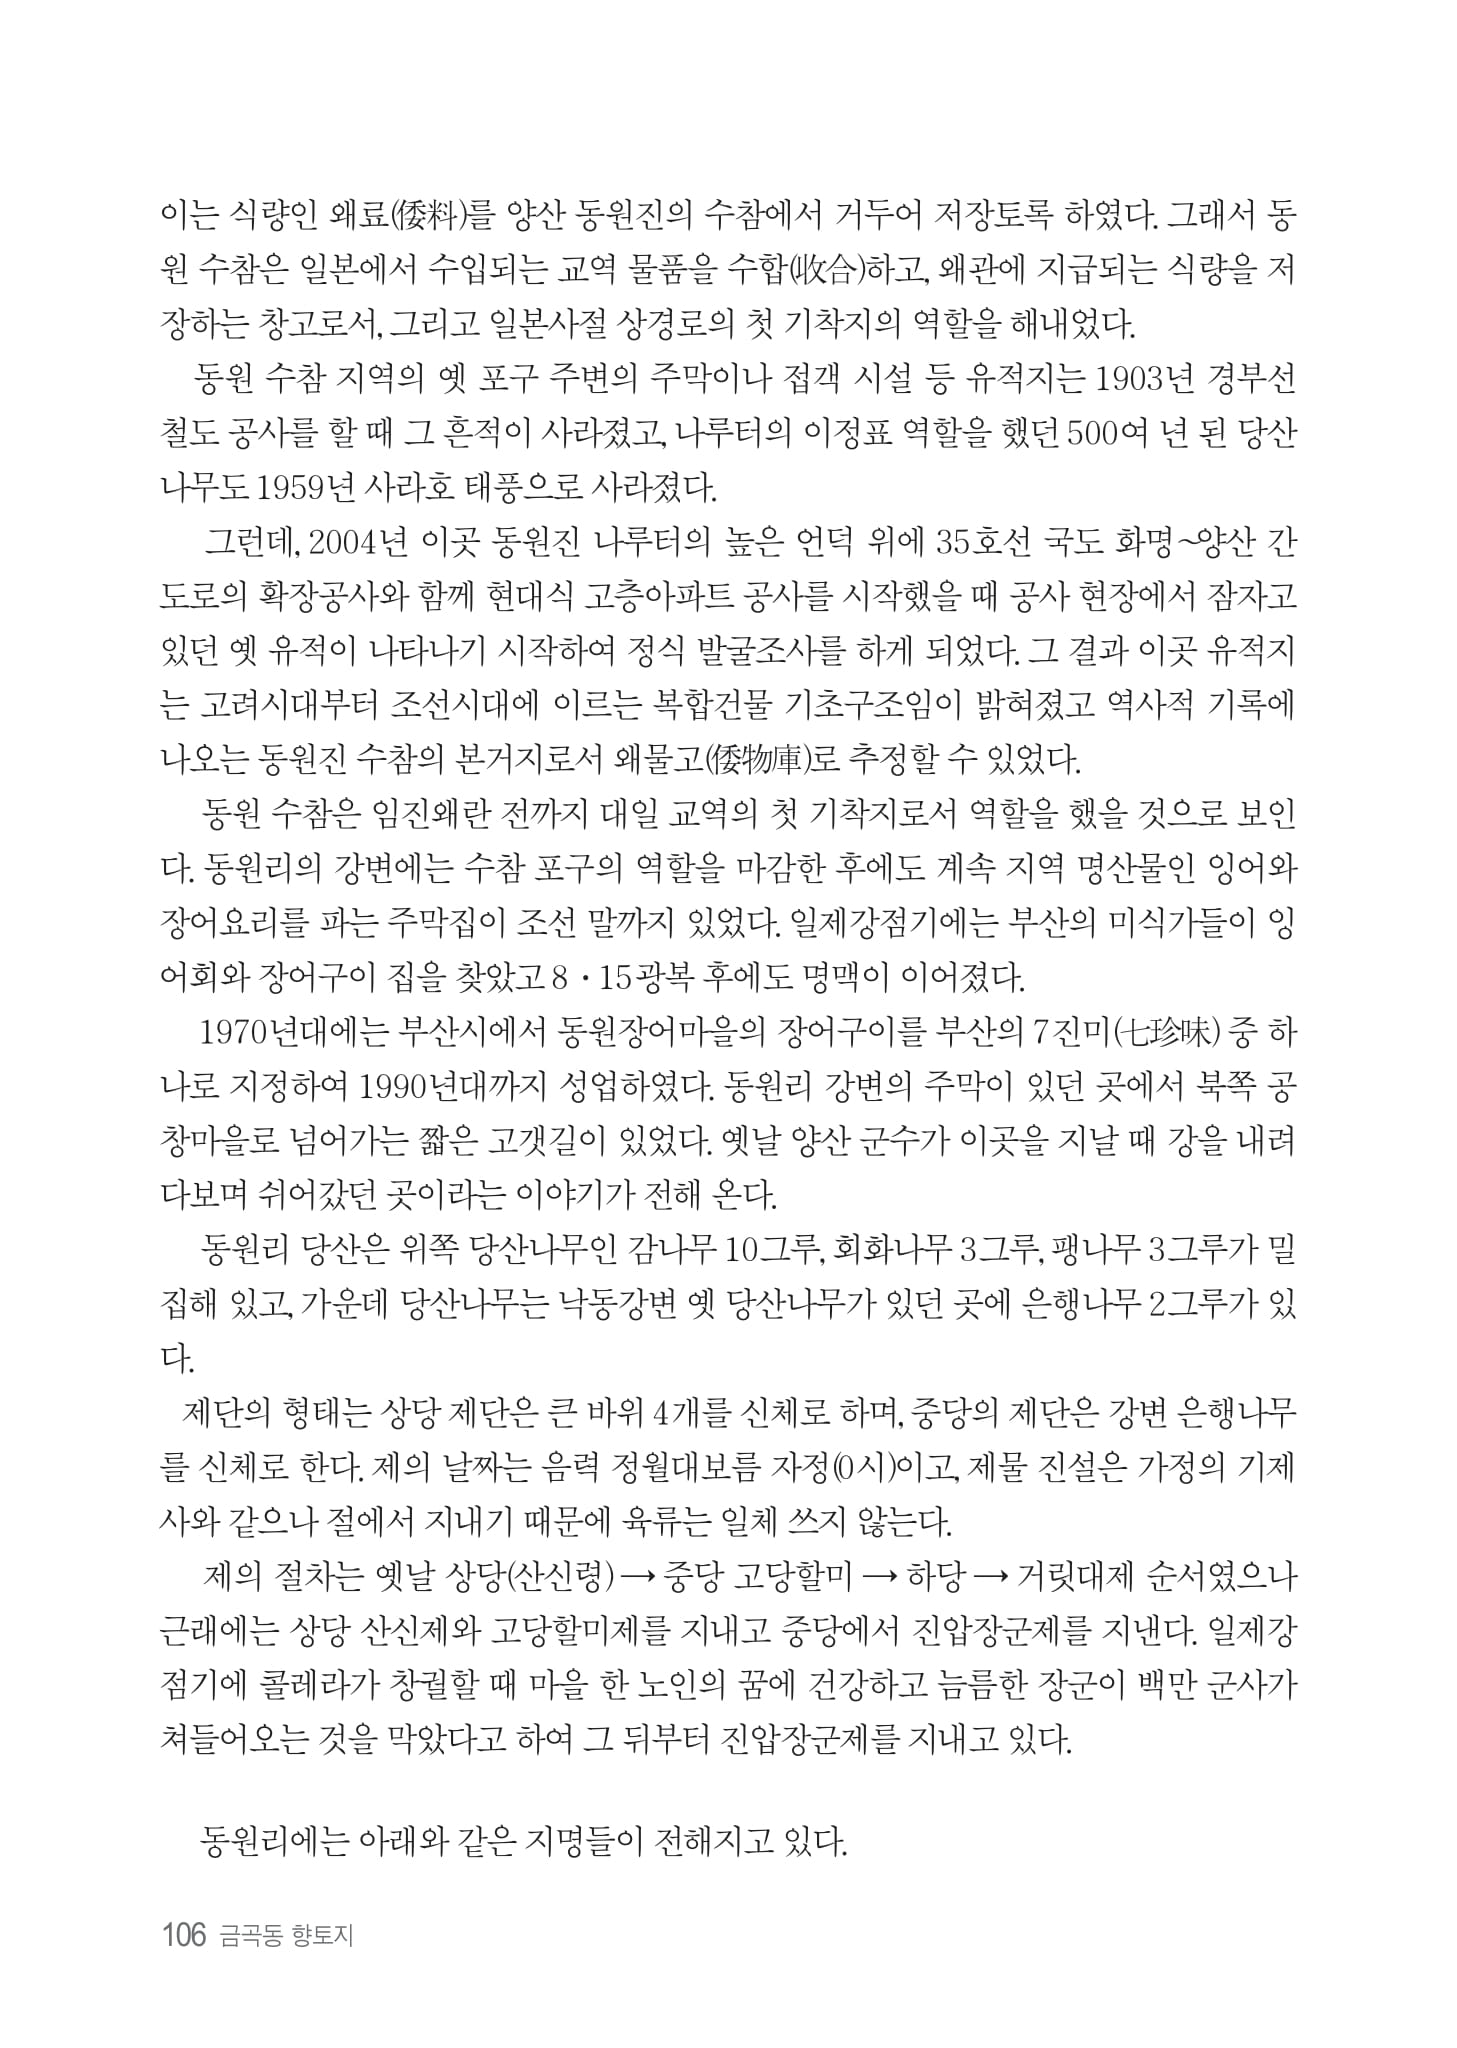 이는 식량인 왜료(倭料)를 양산 동원진의 수참에서 거두어 저장토록 하였다. 그래서 동
원 수참은 일본에서 수입되는 교역 물품을 수합(收合)하고, 왜관에 지급되는 식량을 저
장하는 창고로서, 그리고 일본사절 상경로의 첫 기착지의 역할을 해내었다.
동원 수참 지역의 옛 포구 주변의 주막이나 접객 시설 등 유적지는 1903년 경부선
철도 공사를 할 때 그 흔적이 사라졌고, 나루터의 이정표 역할을 했던 500여 년 된 당산
나무도 1959년 사라호 태풍으로 사라졌다.
그런데, 2004년 이곳 동원진 나루터의 높은 언덕 위에 35호선 국도 화명~양산 간
도로의 확장공사와 함께 현대식 고층아파트 공사를 시작했을 때 공사 현장에서 잠자고
있던 옛 유적이 나타나기 시작하여 정식 발굴조사를 하게 되었다. 그 결과 이곳 유적지
는 고려시대부터 조선시대에 이르는 복합건물 기초구조임이 밝혀졌고 역사적 기록에
나오는 동원진 수참의 본거지로서 왜물고(倭物庫)로 추정할 수 있었다.
동원 수참은 임진왜란 전까지 대일 교역의 첫 기착지로서 역할을 했을 것으로 보인
다. 동원리의 강변에는 수참 포구의 역할을 마감한 후에도 계속 지역 명산물인 잉어와
장어요리를 파는 주막집이 조선 말까지 있었다. 일제강점기에는 부산의 미식가들이 잉
어회와 장어구이 집을 찾았고 8·15광복 후에도 명맥이 이어졌다.
1970년대에는 부산시에서 동원장어마을의 장어구이를 부산의 7진미(七珍味) 중 하
나로 지정하여 1990년대까지 성업하였다. 동원리 강변의 주막이 있던 곳에서 북쪽 공
창마을로 넘어가는 짧은 고갯길이 있었다. 옛날 양산 군수가 이곳을 지날 때 강을 내려
다보며 쉬어갔던 곳이라는 이야기가 전해 온다.
동원리 당산은 위쪽 당산나무인 감나무 10그루, 회화나무 3그루, 팽나무 3그루가 밀
집해 있고, 가운데 당산나무는 낙동강변 옛 당산나무가 있던 곳에 은행나무 2그루가 있
다.
제단의 형태는 상당 제단은 큰 바위 4개를 신체로 하며, 중당의 제단은 강변 은행나무
를 신체로 한다. 제의 날짜는 음력 정월대보름 자정(0시)이고, 제물 진설은 가정의 기제
사와 같으나 절에서 지내기 때문에 육류는 일체 쓰지 않는다.
제의 절차는 옛날 상당(산신령) → 중당 고당할미 → 하당 → 거릿대제 순서였으나
근래에는 상당 산신제와 고당할미제를 지내고 중당에서 진압장군제를 지낸다. 일제강
점기에 콜레라가 창궐할 때 마을 한 노인의 꿈에 건강하고 늠름한 장군이 백만 군사가
쳐들어오는 것을 막았다고 하여 그 뒤부터 진압장군제를 지내고 있다.
동원리에는 아래와 같은 지명들이 전해지고 있다.
106 금곡동 향토지